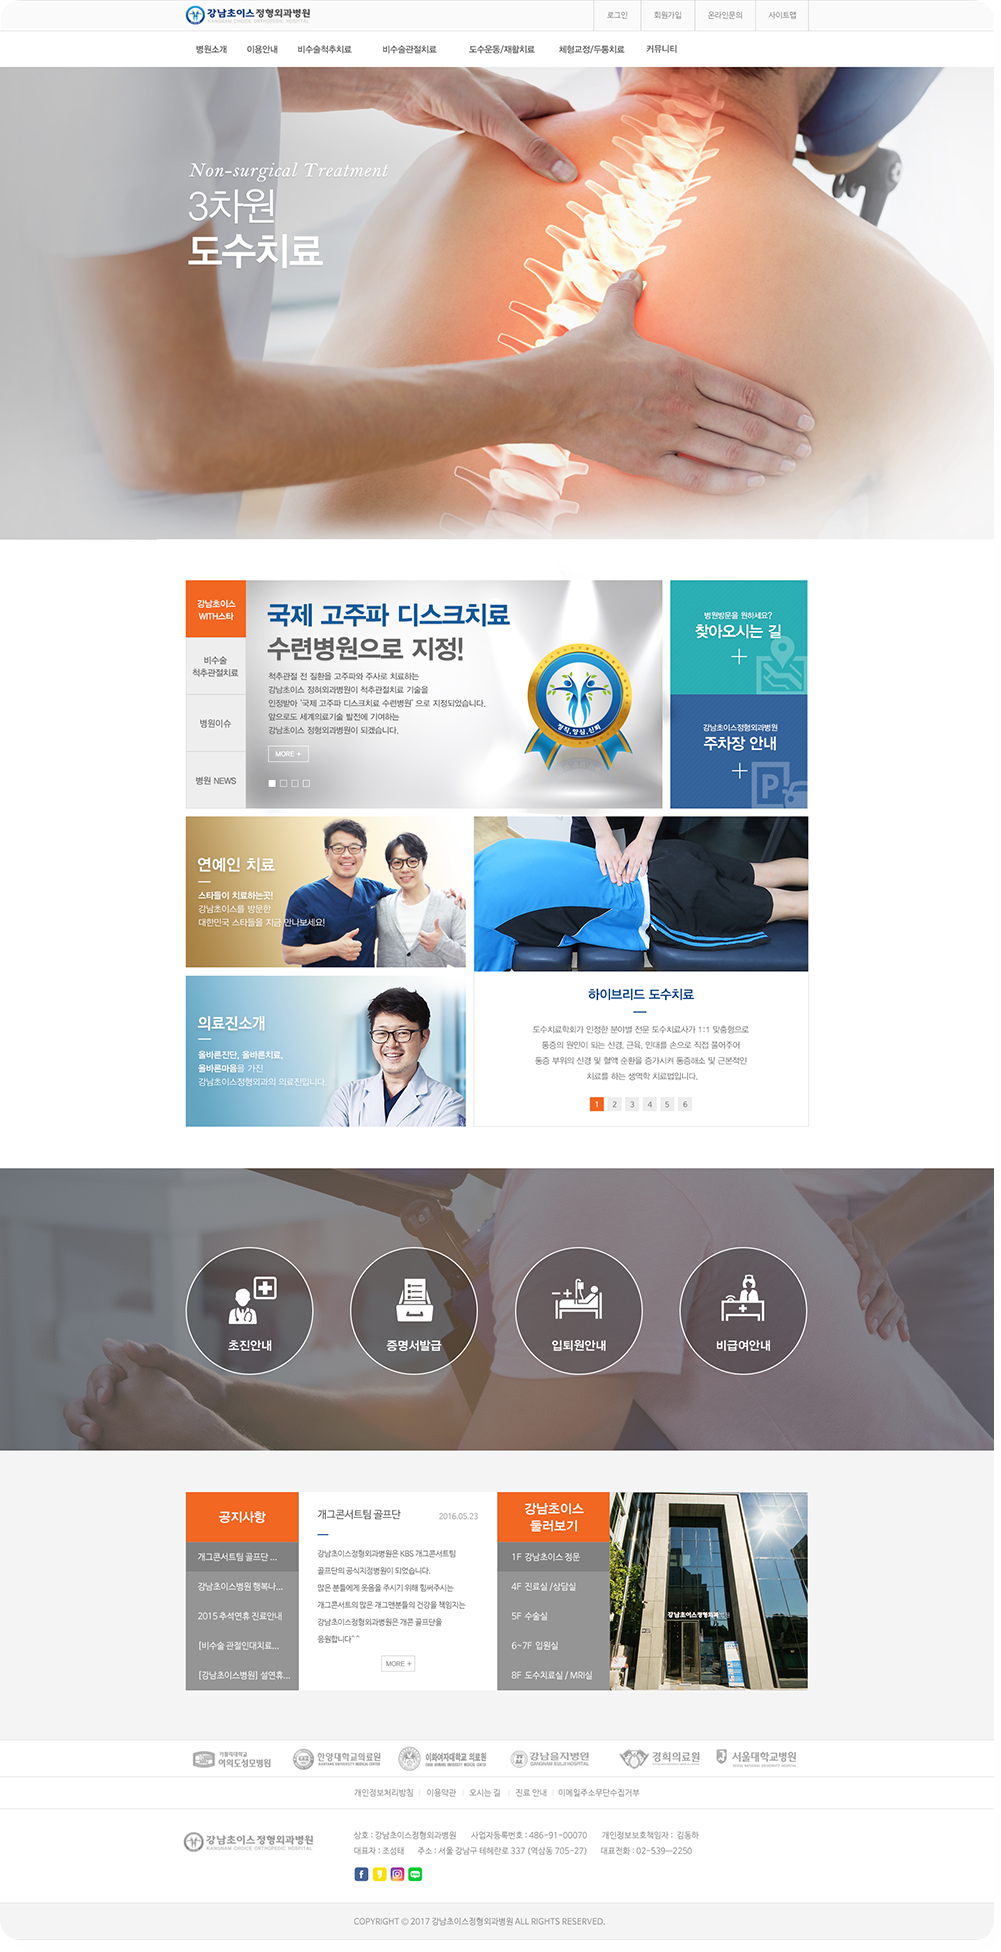 강남초이스정형외과병원
KANGNAM CHOICE ORTHOPEDIC HOSPITAL
로그인
회원가입
온라인문의
사이트맵
병원소개
이용안내
비수술척추치료
비수술관절치료
도수운동/재활치료
체형교정/두통치료
커뮤니티
Non-surgical Treatment
3차원
도수치료
강남초이스
WITH스타
비수술
척추관절치료
병원이슈
병원 NEWS
국제 고주파 디스크치료
수련병원으로 지정!
척추관절 전 질환을 고주파와 주사로 치료하는
강남초이스 정혀외과병원이 척추관절치료 기술을
인정받아 '국제 고주파 디스크치료 수련병원' 으로 지정되었습니다.
앞으로도 세계의료기술 발전에 기여하는
강남초이스 정형외과병원이 되겠습니다.
MORE +
정직,양심,신뢰
병원방문을 원하세요?
찾아오시는 길
강남초이스정형외과병원
주차장 안내
P
연예인 치료
스타들이 치료하는곳!
강남초이스를 방문한
대한민국 스타들을 지금 만나보세요!
의료진소개
올바른진단, 올바른치료,
올바른마음을 가진
강남초이스정형외과의 의료진입니다.
하이브리드 도수치료
도수치료학회가 인정한 분야별 전문 도수치료사가 1:1 맞춤형으로
통증의 원인이 되는 신경, 근육, 인대를 손으로 직접 풀어주어
통증 부위의 신경 및 혈액 순환을 증가시켜 통증해소 및 근본적인
치료를 하는 생역학 치료법입니다.
1 2 3 4 5 6
초진안내
증명서발급
입퇴원안내
비급여안내
공지사항
개그콘서트팀 골프단 ...
강남초이스병원 행복나...
2015 추석연휴 진료안내
[비수술 관절인대치료...
[강남초이스병원] 설연휴...
개그콘서트팀 골프단
2016.05.23
강남초이스정형외과병원은 KBS 개그콘서트팀
골프단의 공식지정병원이 되었습니다.
많은 분들에게 웃음을 주시기 위해 힘써주시는
개그콘서트의 많은 개그맨분들의 건강을 책임지는
강남초이스정형외과병원은 개콘 골프단을
응원합니다^^
MORE +
강남초이스
둘러보기
1F 강남초이스 정문
4F 진료실 /상담실
5F 수술실
6~7F 입원실
8F 도수치료실 / MRI실
강남초이스정형외과병원
가톨릭대학교
여의도성모병원
한양대학교의료원
HANYANG UNIVERSITY MEDICAL CENTER
이화여자대학교 의료원
강남을지병원
GANGNAM EULJI HOSPITAL
경희의료원
서울대학교병원
개인정보처리방침
이용약관
오시는 길
진료 안내
이메일주소무단수집거부
강남초이스정형외과병원
KANGNAM CHOICE ORTHOPEDIC HOSPITAL
상호 : 강남초이스정형외과병원 사업자등록번호 : 486-91-00070 개인정보보호책임자 : 김동하
대표자 : 조성태 주소 : 서울 강남구 테헤란로 337 (역삼동 705-27) 대표전화 : 02-539—2250
COPYRIGHT ⓒ 2017 강남초이스정형외과병원 ALL RIGHTS RESERVED.